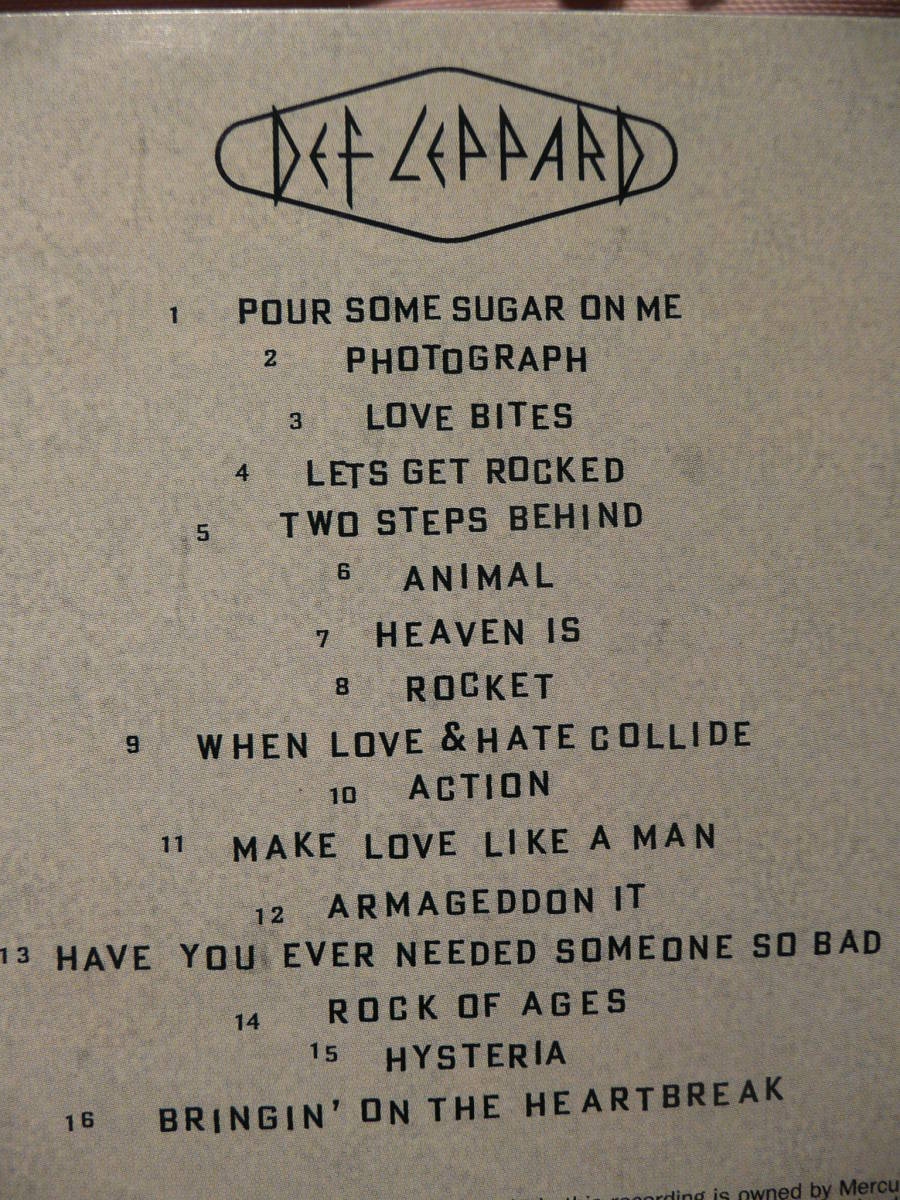 DEF LEPPARD
1 POUR SOME SUGAR ON ME
2 PHOTOGRAPH
3 LOVE BITES
4 LETS GET ROCKED
5 TWO STEPS BEHIND
6 ANIMAL
7 HEAVEN IS
8 ROCKET
9 WHEN LOVE & HATE COLLIDE
10 ACTION
11 MAKE LOVE LIKE A MAN
12 ARMAGEDDON IT
13 HAVE YOU EVER NEEDED SOMEONE SO BAD
14 ROCK OF AGES
15 HYSTERIA
16 BRINGIN' ON THE HEARTBREAK
this recording is owned by Mercu